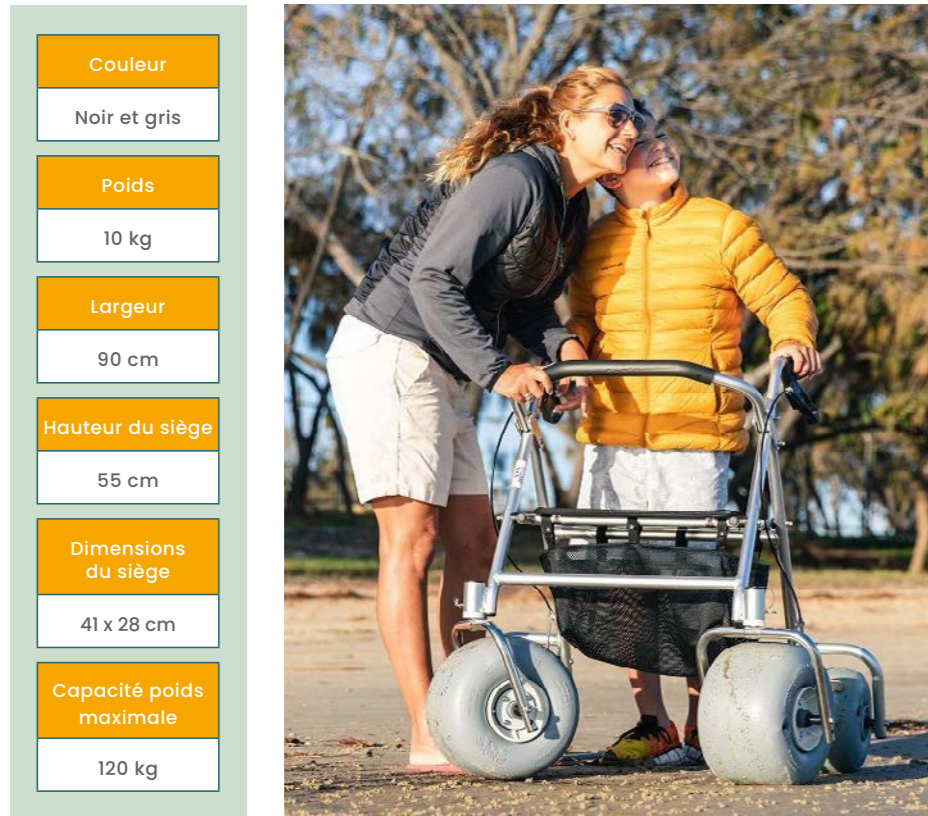 Couleur
Noir et gris
Poids
10 kg
Largeur
90 cm
Hauteur du siège
55 cm
Dimensions
du siège
41 x 28 cm
Capacité poids
maximale
120 kg